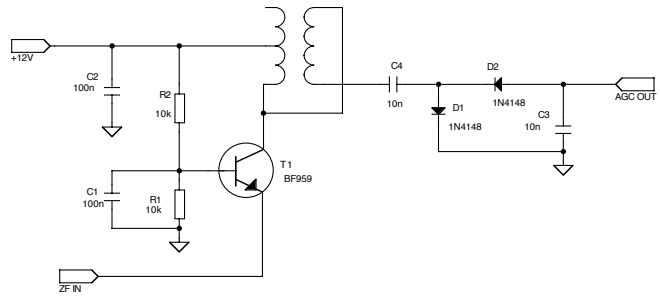 +12V
C2
100n
R2
10k
C4
10n
D2
1N4148
D1
1N4148
C3
10n
AGC OUT
T1
BF959
C1
100n
R1
10k
ZF IN